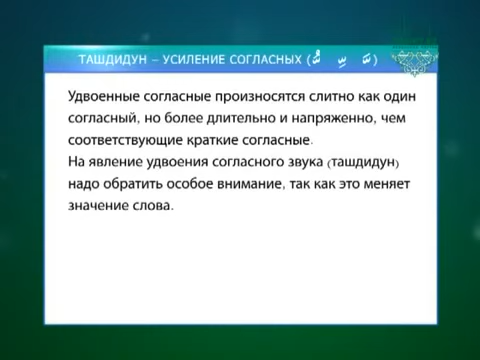 ТАШДИДУН – УСИЛЕНИЕ СОГЛАСНЫХ (سَّ سِّ سُّ)
Удвоенные согласные произносятся слитно как один
согласный, но более длительно и напряженно, чем
соответствующие краткие согласные.
На явление удвоения согласного звука (ташдидун)
надо обратить особое внимание, так как это меняет
значение слова.